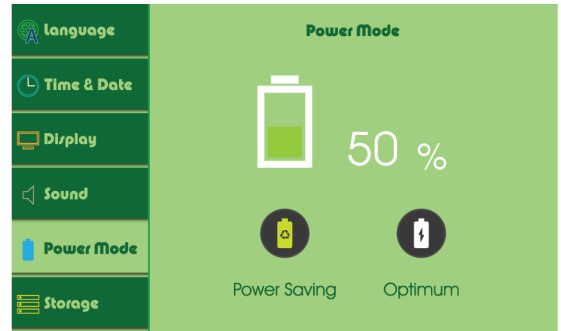 Language
Time & Date
Display
Sound
Power Mode
Storage
Power Mode
50 %
Power Saving
Optimum